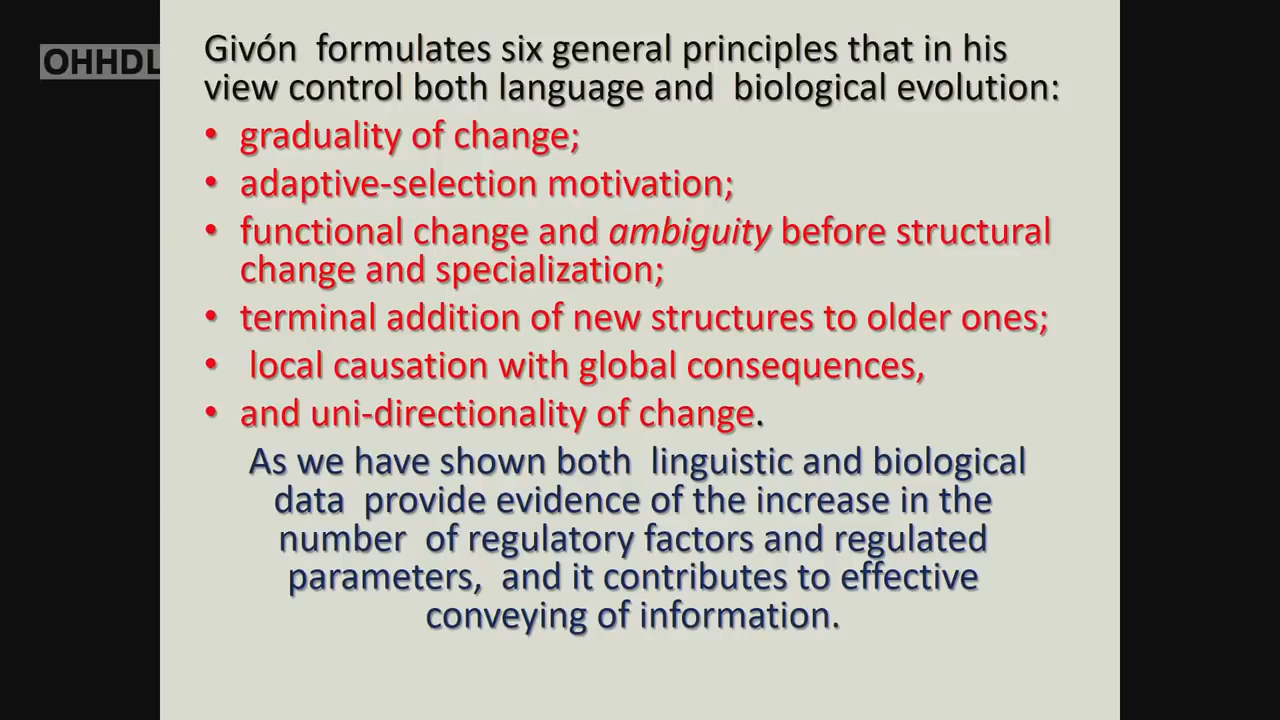 OHHDL
Givón formulates six general principles that in his
view control both language and biological evolution:
• graduality of change;
• adaptive-selection motivation;
• functional change and ambiguity before structural
change and specialization;
• terminal addition of new structures to older ones;
• local causation with global consequences,
• and uni-directionality of change.
As we have shown both linguistic and biological
data provide evidence of the increase in the
number of regulatory factors and regulated
parameters, and it contributes to effective
conveying of information.